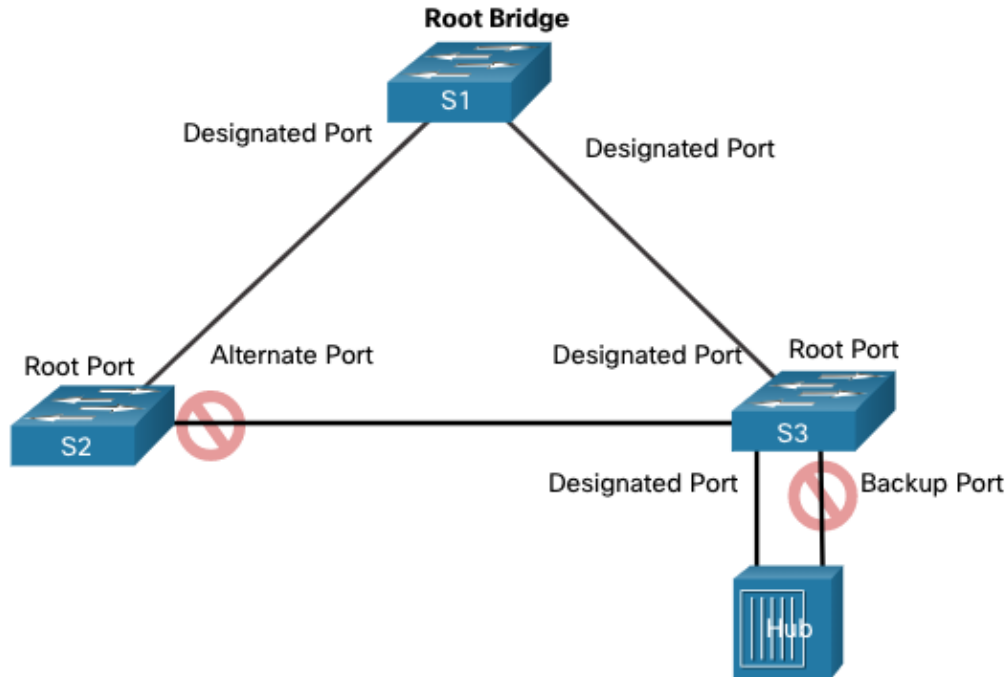 Root Bridge
S1
Designated Port
Designated Port
Root Port
Alternate Port
Designated Port
Root Port
S2
S3
Designated Port
Backup Port
Hub